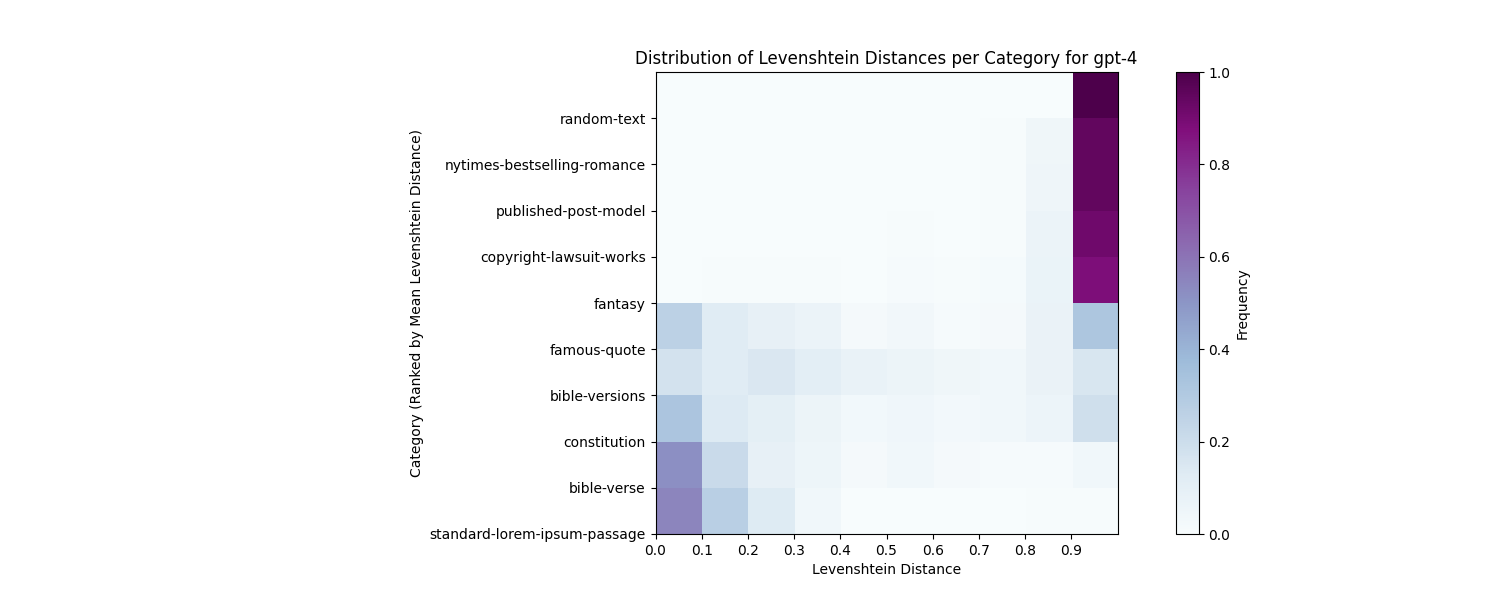 Distribution of Levenshtein Distances per Category for gpt-4
Category (Ranked by Mean Levenshtein Distance)
random-text
nytimes-bestselling-romance
published-post-model
copyright-lawsuit-works
fantasy
famous-quote
bible-versions
constitution
bible-verse
standard-lorem-ipsum-passage
0.0 0.1 0.2 0.3 0.4 0.5 0.6 0.7 0.8 0.9
Levenshtein Distance
1.0
0.8
0.6
0.4
0.2
0.0
Frequency